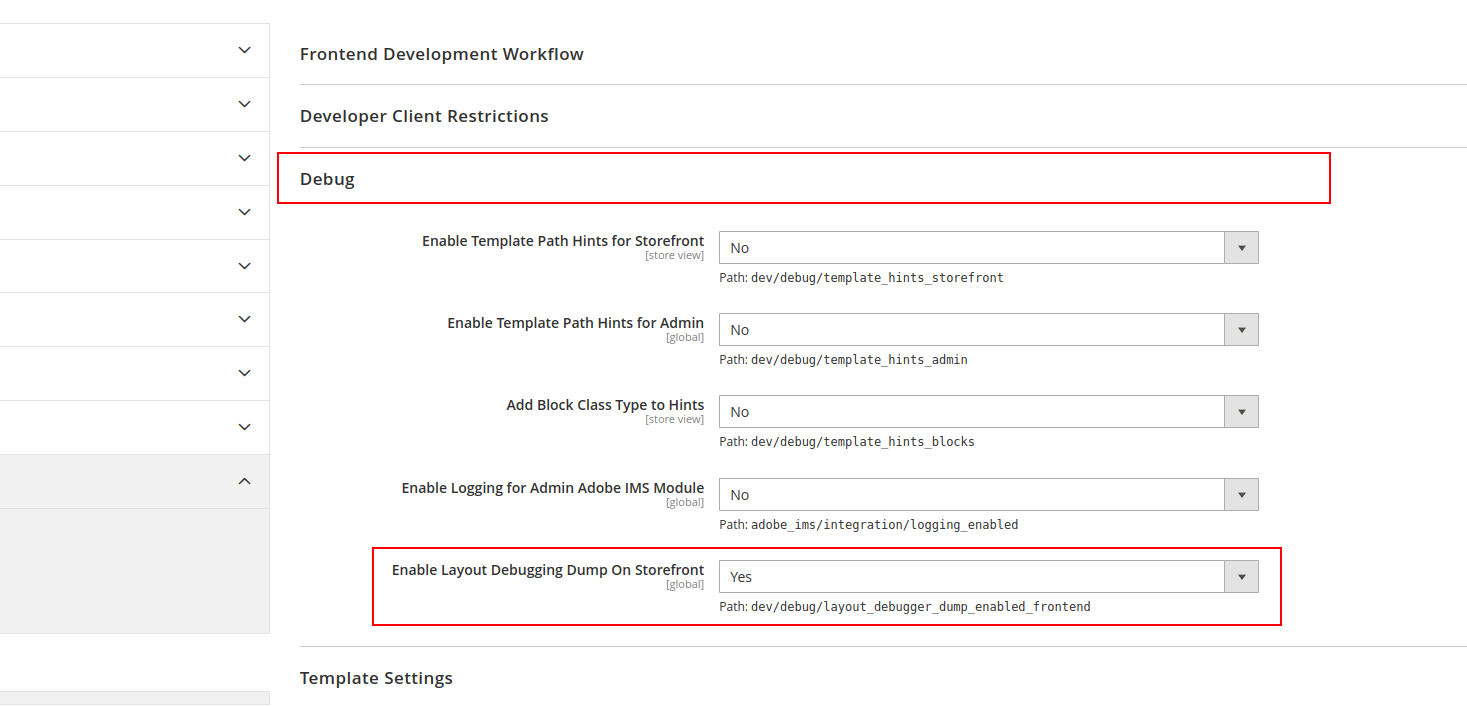 Frontend Development Workflow
Developer Client Restrictions
Debug
Enable Template Path Hints for Storefront
[store view]
No
Path: dev/debug/template_hints_storefront
Enable Template Path Hints for Admin
[global]
No
Path: dev/debug/template_hints_admin
Add Block Class Type to Hints
[store view]
No
Path: dev/debug/template_hints_blocks
Enable Logging for Admin Adobe IMS Module
[global]
No
Path: adobe_ims/integration/logging_enabled
Enable Layout Debugging Dump On Storefront
[global]
Yes
Path: dev/debug/layout_debugger_dump_enabled_frontend
Template Settings